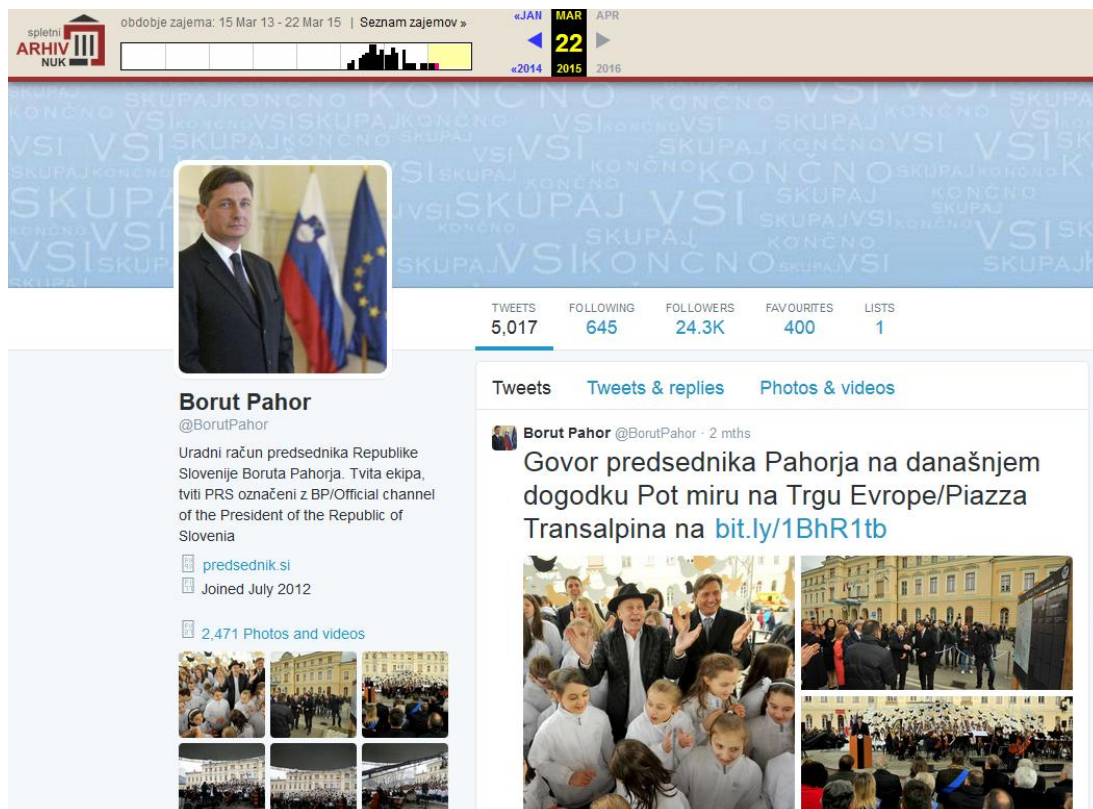 spletni
ARHIV
NUK
obdobje zajema: 15 Mar 13 - 22 Mar 15 | Seznam zajemov »
«JAN MAR APR
22
«2014 2015 2016
TWEETS FOLLOWING FOLLOWERS FAVOURITES LISTS
5,017 645 24.3K 400 1
Borut Pahor
@BorutPahor
Uradni račun predsednika Republike
Slovenije Boruta Pahorja. Tvita ekipa,
tviti PRS označeni z BP/Official channel
of the President of the Republic of
Slovenia
predsednik.si
Joined July 2012
2,471 Photos and videos
Tweets Tweets & replies Photos & videos
Borut Pahor @BorutPahor · 2 mths
Govor predsednika Pahorja na današnjem
dogodku Pot miru na Trgu Evrope/Piazza
Transalpina na bit.ly/1BhR1tb